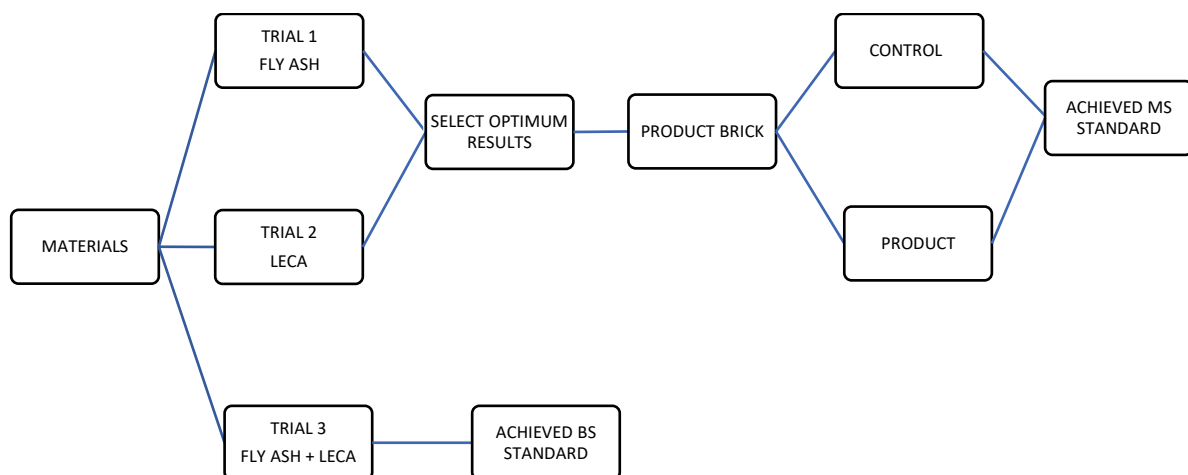 TRIAL 1
FLY ASH
CONTROL
SELECT OPTIMUM
RESULTS
PRODUCT BRICK
ACHIEVED MS
STANDARD
MATERIALS
TRIAL 2
LECA
PRODUCT
TRIAL 3
FLY ASH + LECA
ACHIEVED BS
STANDARD